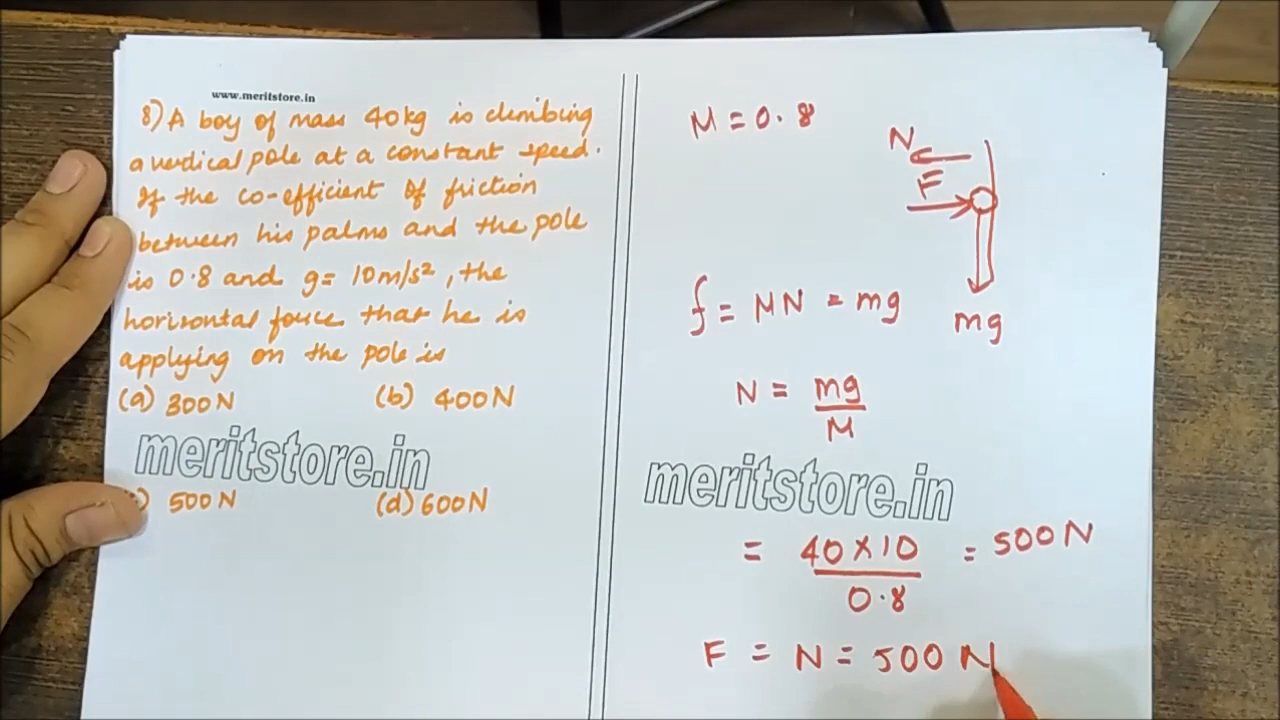 www.meritstore.in
8) A boy of mass 40kg is climbing
a vertical pole at a constant speed.
If the co-efficient of friction
between his palms and the pole
is 0.8 and g= 10m/s², the
horizontal force that he is
applying on the pole is
(a) 300N (b) 400N
meritstore.in
) 500N (d) 600N
M = 0.8
N
F
mg
f = μN = mg
N = mg
M
meritstore.in
= 40×10 = 500N
0.8
F = N = 500 N